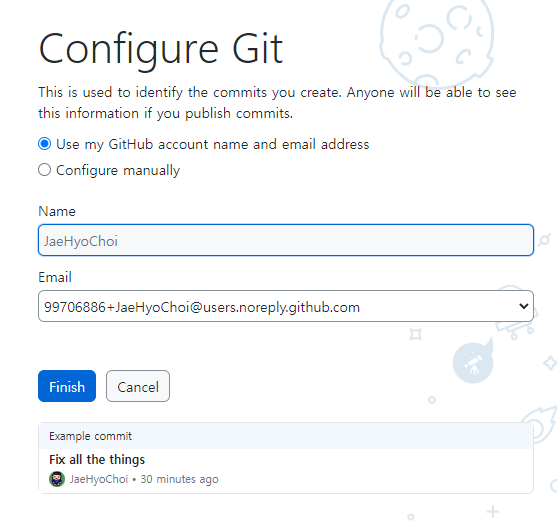 Configure Git
This is used to identify the commits you create. Anyone will be able to see
this information if you publish commits.
Use my GitHub account name and email address
Configure manually
Name
JaeHyoChoi
Email
99706886+JaeHyoChoi@users.noreply.github.com
Finish Cancel
Example commit
Fix all the things
JaeHyoChoi • 30 minutes ago